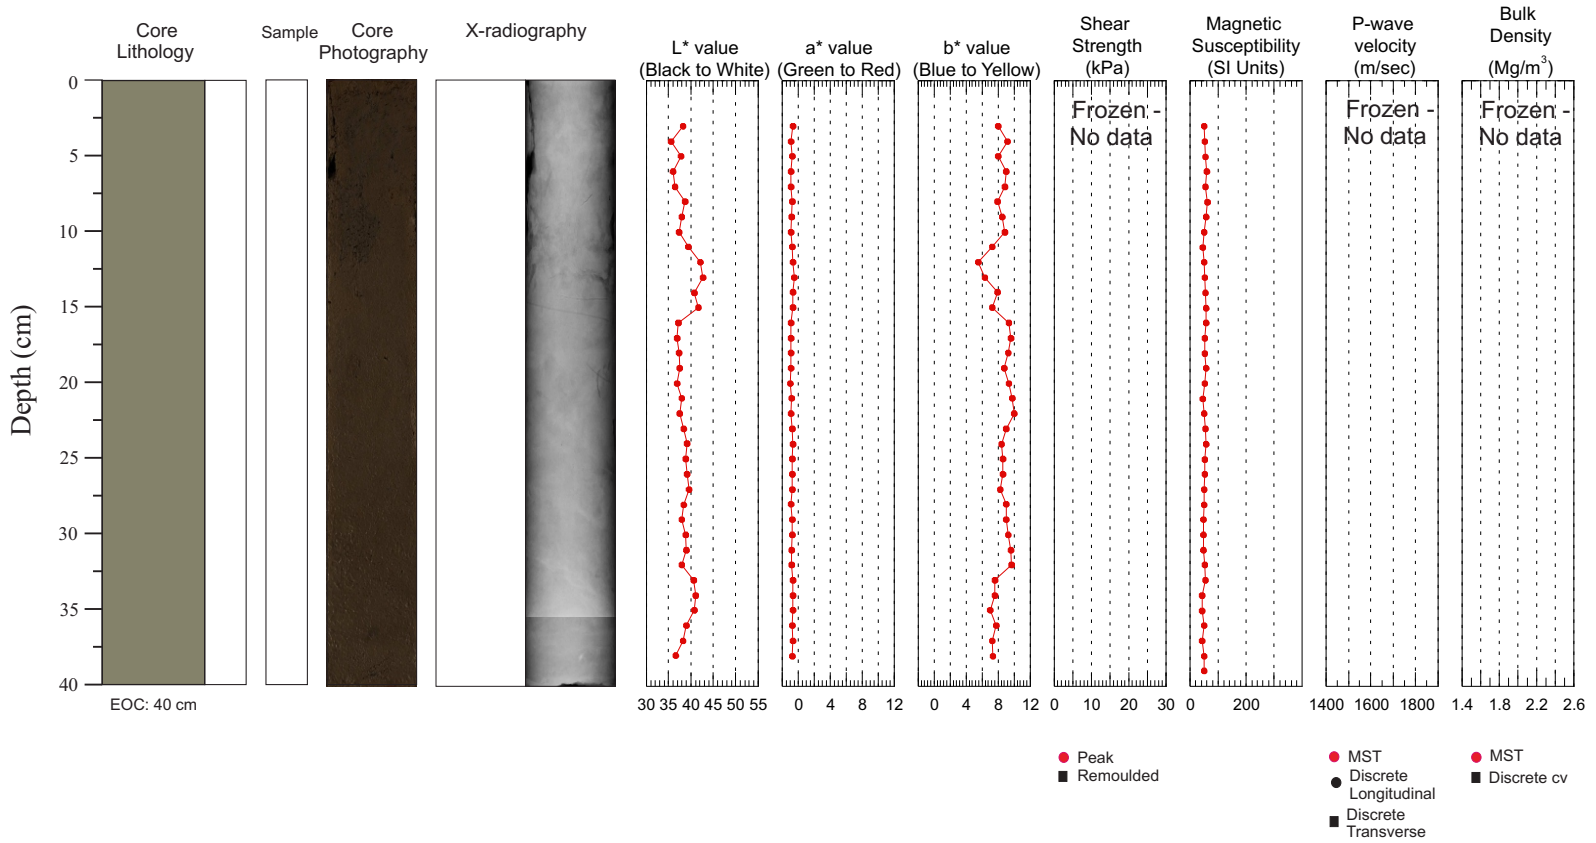 Core
Lithology
Sample
Core
Photography
X-radiography
L* value
(Black to White)
a* value
(Green to Red)
b* value
(Blue to Yellow)
Shear
Strength
(kPa)
Magnetic
Susceptibility
(SI Units)
P-wave
velocity
(m/sec)
Bulk
Density
(Mg/m³)
Depth (cm)
0
5
10
15
20
25
30
35
40
Frozen -
No data
Frozen -
No data
Frozen -
No data
EOC: 40 cm
30 35 40 45 50 55
0 4 8 12
0 4 8 12
0 10 20 30
0 200
1400 1600 1800
1.4 1.8 2.2 2.6
Peak
Remoulded
MST
Discrete
Longitudinal
Discrete
Transverse
MST
Discrete cv